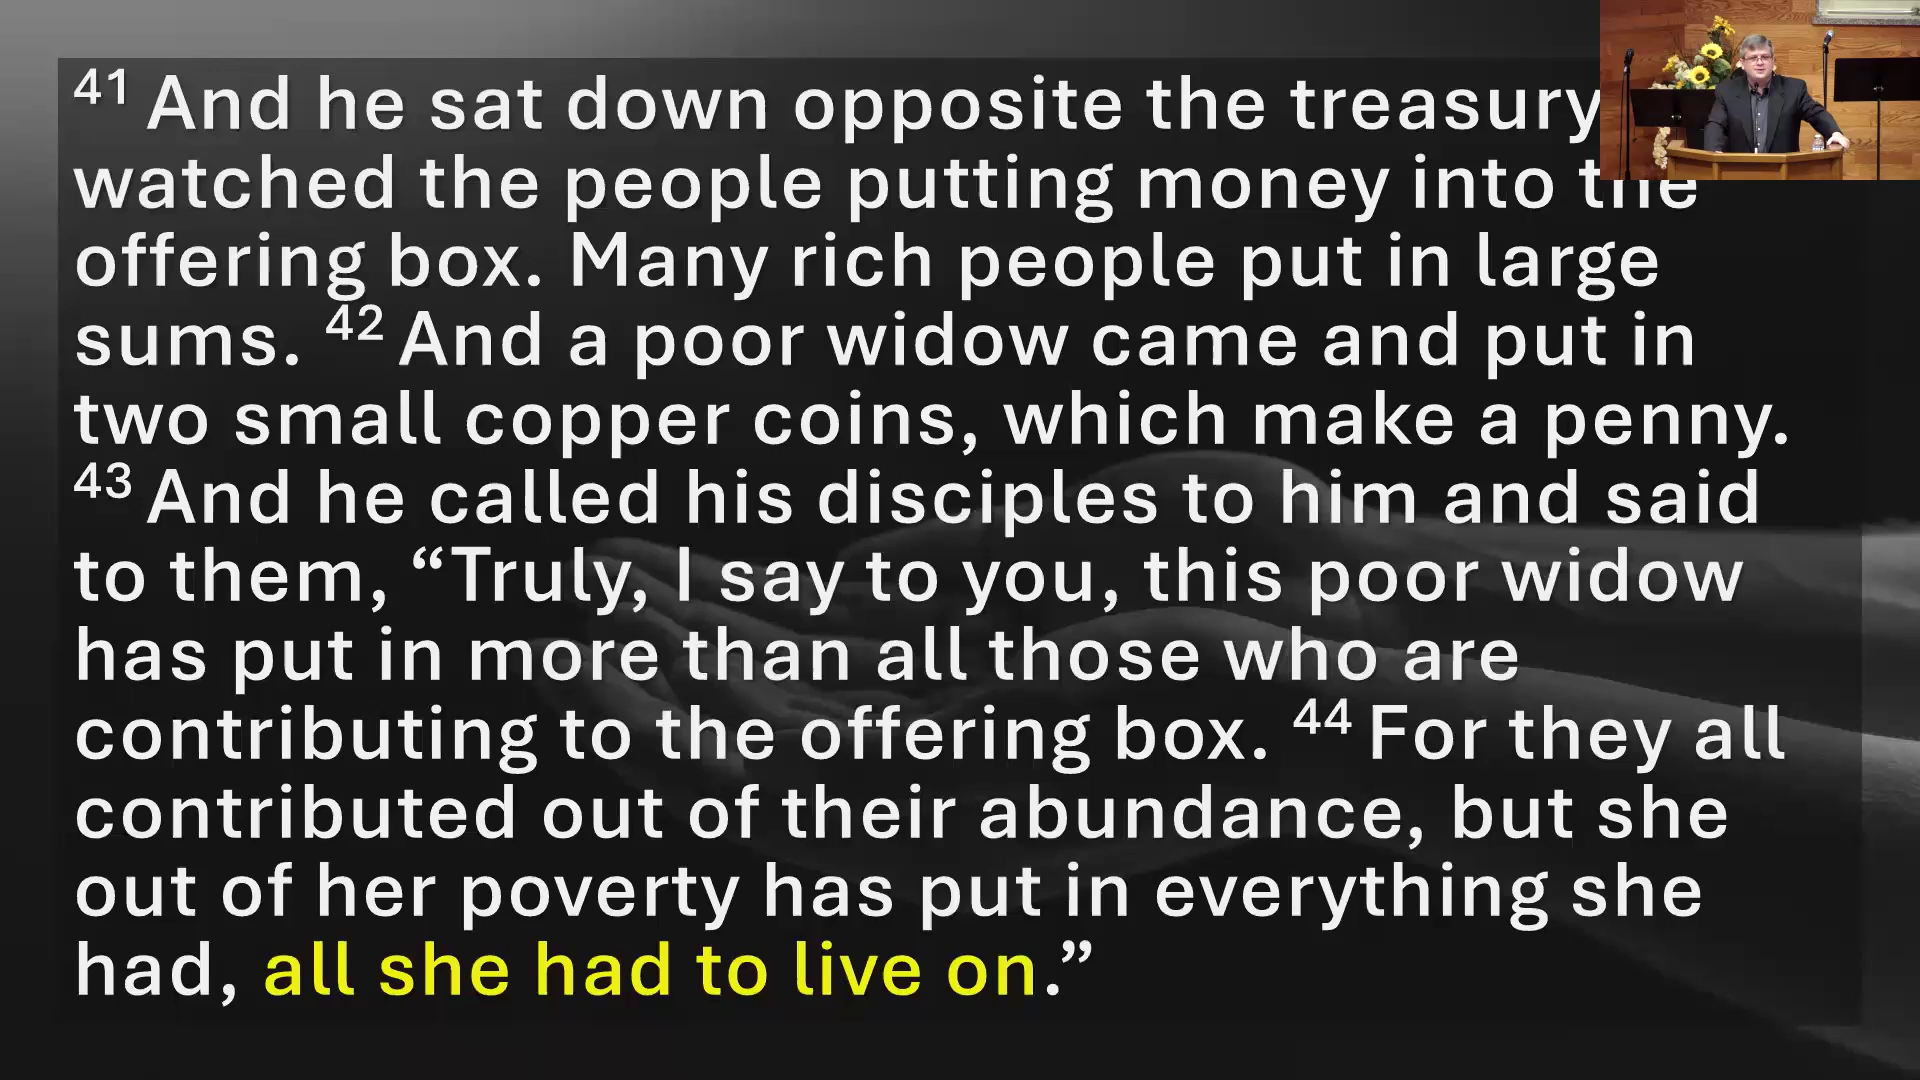 41 And he sat down opposite the treasury
watched the people putting money into the
offering box. Many rich people put in large
sums. 42 And a poor widow came and put in
two small copper coins, which make a penny.
43 And he called his disciples to him and said
to them, “Truly, I say to you, this poor widow
has put in more than all those who are
contributing to the offering box. 44 For they all
contributed out of their abundance, but she
out of her poverty has put in everything she
had, all she had to live on.”